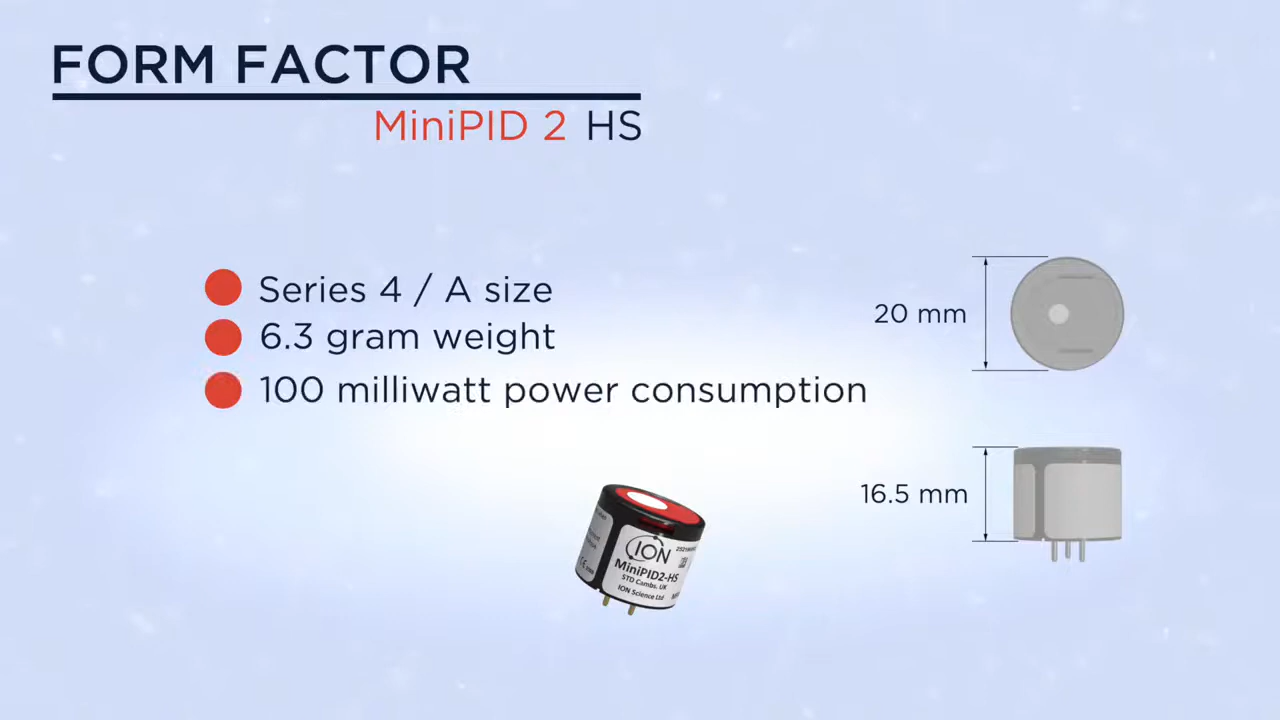 FORM FACTOR
MiniPID 2 HS
Series 4 / A size
6.3 gram weight
100 milliwatt power consumption
20 mm
16.5 mm
ION
MiniPID2-HS
STD Cambs. UK
ION Science Ltd